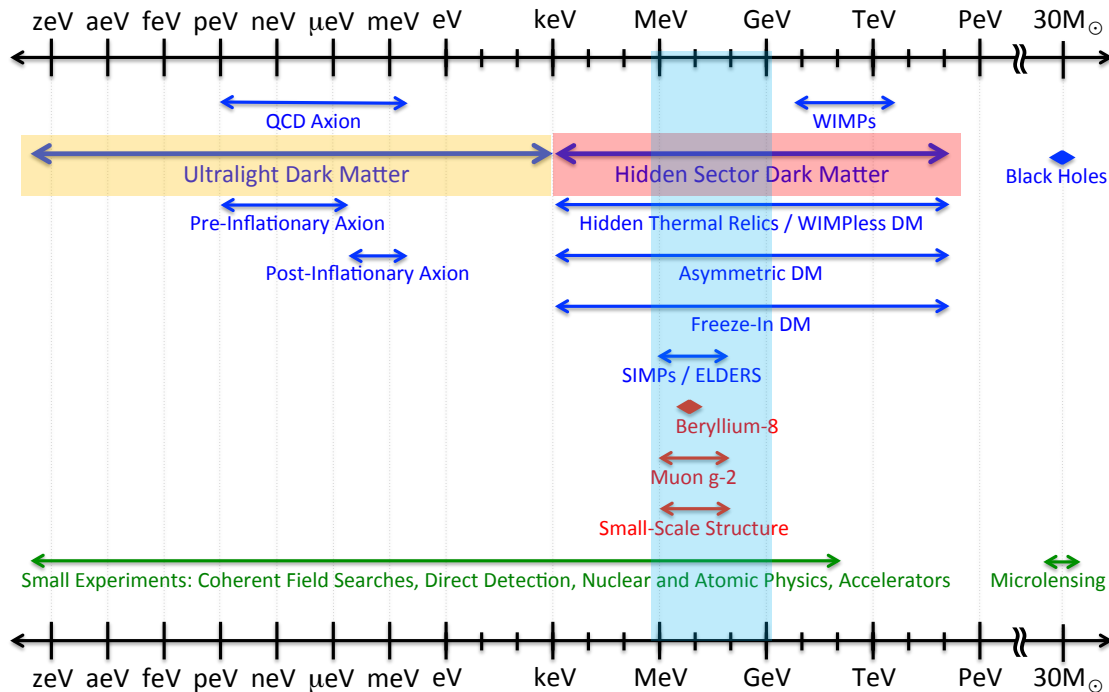 zeV aeV feV peV neV μeV meV eV keV MeV GeV TeV PeV 30M☉
QCD Axion WIMPs
Ultralight Dark Matter Hidden Sector Dark Matter
Black Holes
Pre-Inflationary Axion Hidden Thermal Relics / WIMPless DM
Post-Inflationary Axion Asymmetric DM
Freeze-In DM
SIMPs / ELDERS
Beryllium-8
Muon g-2
Small-Scale Structure
Small Experiments: Coherent Field Searches, Direct Detection, Nuclear and Atomic Physics, Accelerators Microlensing
zeV aeV feV peV neV μeV meV eV keV MeV GeV TeV PeV 30M☉